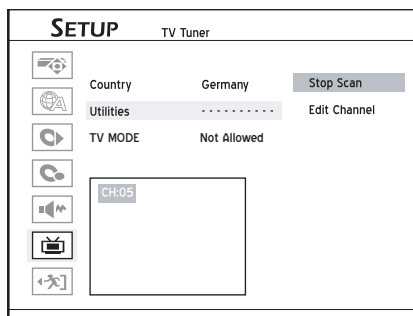 SETUP TV Tuner
Country Germany Stop Scan
Utilities - - - - - - - - - - Edit Channel
TV MODE Not Allowed
CH:05
A